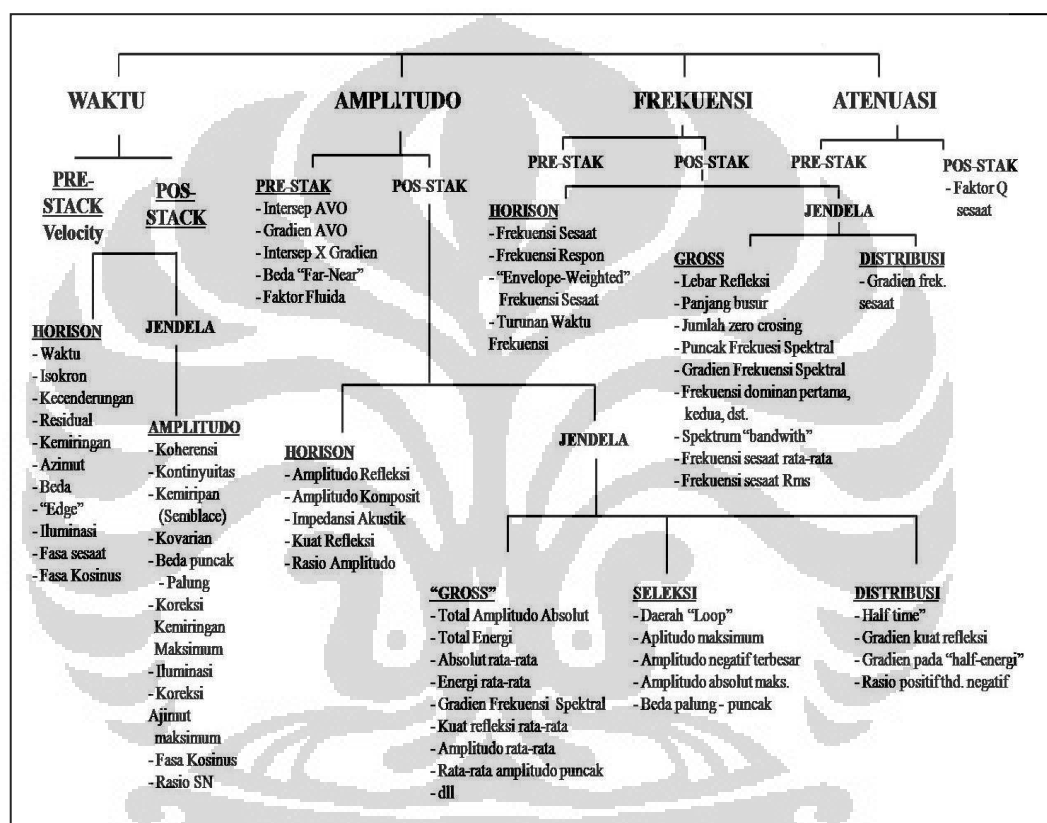 WAKTU
AMPLITUDO
FREKUENSI
ATENUASI
PRE-
STACK
Velocity
POS-
STACK
HORISON
- Waktu
- Isokron
- Kecenderungan
- Residual
- Kemiringan
- Azimut
- Beda
- “Edge”
- Iluminasi
- Fasa sesaat
- Fasa Kosinus
JENDELA
AMPLITUDO
- Koherensi
- Kontinyuitas
- Kemiripan
(Semblace)
- Kovarian
- Beda puncak
- Palung
- Koreksi
Kemiringan
Maksimum
- Iluminasi
- Koreksi
Ajimut
maksimum
- Fasa Kosinus
- Rasio SN
PRE-STAK
- Intersep AVO
- Gradien AVO
- Intersep X Gradien
- Beda “Far-Near”
- Faktor Fluida
POS-STAK
HORISON
- Amplitudo Refleksi
- Amplitudo Komposit
- Impedansi Akustik
- Kuat Refleksi
- Rasio Amplitudo
JENDELA
“GROSS”
- Total Amplitudo Absolut
- Total Energi
- Absolut rata-rata
- Energi rata-rata
- Gradien Frekuensi Spektral
- Kuat refleksi rata-rata
- Amplitudo rata-rata
- Rata-rata amplitudo puncak
- dll
SELEKSI
- Daerah “Loop”
- Aplitudo maksimum
- Amplitudo negatif terbesar
- Amplitudo absolut maks.
- Beda palung - puncak
DISTRIBUSI
- Half time”
- Gradien kuat refleksi
- Gradien pada “half-energi”
- Rasio positif thd. negatif
PRE-STAK
POS-STAK
HORISON
- Frekuensi Sesaat
- Frekuensi Respon
- “Envelope-Weighted”
Frekuensi Sesaat
- Turunan Waktu
Frekuensi
JENDELA
GROSS
- Lebar Refleksi
- Panjang busur
- Jumlah zero crosing
- Puncak Frekuesi Spektral
- Gradien Frekuensi Spektral
- Frekuensi dominan pertama,
kedua, dst.
- Spektrum “bandwith”
- Frekuensi sesaat rata-rata
- Frekuensi sesaat Rms
DISTRIBUSI
- Gradien frek.
sesaat
PRE-STAK
POS-STAK
- Faktor Q
sesaat